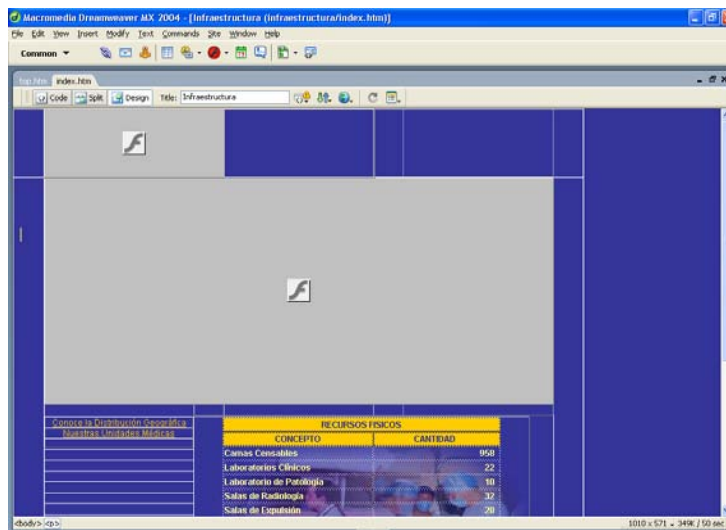 Macromedia Dreamweaver MX 2004 - [Infraestructura (infraestructura/index.htm)]
File Edit View Insert Modify Text Commands Site Window Help
Common
top.htm index.htm
Code Split Design Title: Infraestructura
Conoce la Distribución Geográfica
Nuestras Unidades Médicas
RECURSOS FISICOS
CONCEPTO CANTIDAD
Camas Censables 958
Laboratorios Clínicos 22
Laboratorio de Patología 10
Salas de Radiología 32
Salas de Expulsión 20
<body> <p> 1010 x 571 349K / 50 sec